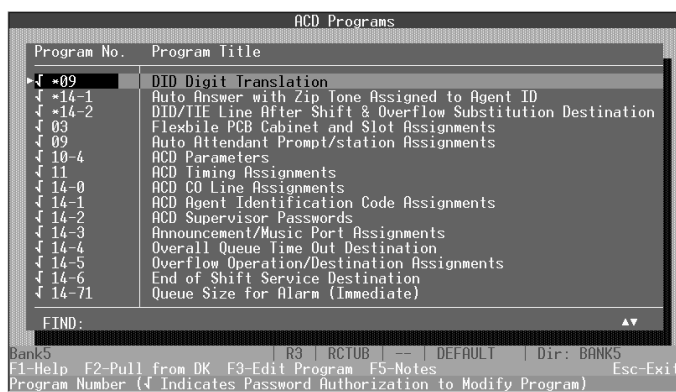 ACD Programs
Program No. Program Title
►√ *09 DID Digit Translation
√ *14-1 Auto Answer with Zip Tone Assigned to Agent ID
√ *14-2 DID/TIE Line After Shift & Overflow Substitution Destination
√ 03 Flexbile PCB Cabinet and Slot Assignments
√ 09 Auto Attendant Prompt/station Assignments
√ 10-4 ACD Parameters
√ 11 ACD Timing Assignments
√ 14-0 ACD CO Line Assignments
√ 14-1 ACD Agent Identification Code Assignments
√ 14-2 ACD Supervisor Passwords
√ 14-3 Announcement/Music Port Assignments
√ 14-4 Overall Queue Time Out Destination
√ 14-5 Overflow Operation/Destination Assignments
√ 14-6 End of Shift Service Destination
√ 14-71 Queue Size for Alarm (Immediate)
FIND: ▲▼
Bank5 | R3 | RCTUB | -- | DEFAULT | Dir: BANK5
F1-Help F2-Pull from DK F3-Edit Program F5-Notes Esc-Exit
Program Number (√ Indicates Password Authorization to Modify Program)